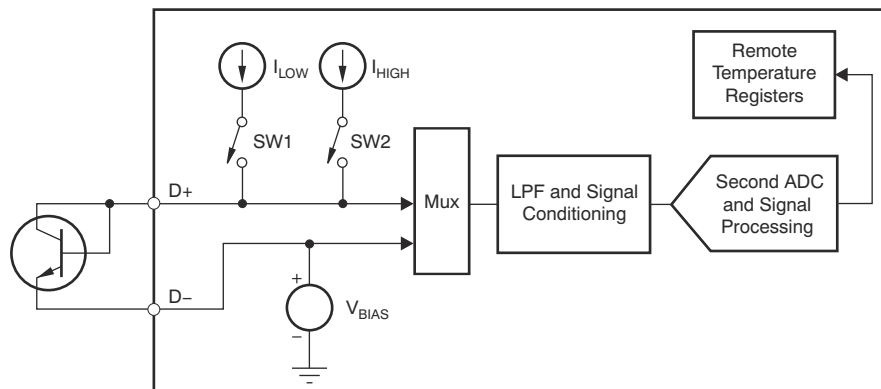 I_LOW
I_HIGH
SW1
SW2
D+
D−
Mux
LPF and Signal
Conditioning
Second ADC
and Signal
Processing
Remote
Temperature
Registers
+
V_BIAS
−